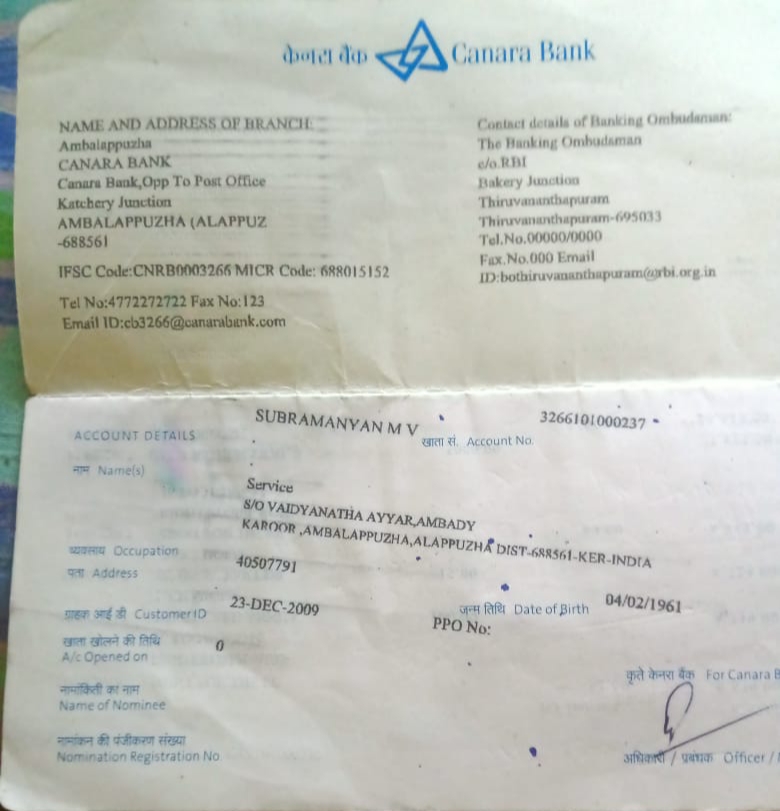 केनरा बैंक Canara Bank
NAME AND ADDRESS OF BRANCH:
Ambalappuzha
CANARA BANK
Canara Bank,Opp To Post Office
Katchery Junction
AMBALAPPUZHA (ALAPPUZ
-688561
IFSC Code:CNRB0003266 MICR Code: 688015152
Tel No:4772272722 Fax No:123
Email ID:cb3266@canarabank.com
Contact details of Banking Ombudsman:
The Banking Ombudsman
c/o.RBI
Bakery Junction
Thiruvananthapuram
Thiruvananthapuram-695033
Tel.No.00000/0000
Fax.No.000 Email
ID:bothiruvananthapuram@rbi.org.in
SUBRAMANYAN M V 3266101000237
ACCOUNT DETAILS खाता सं. Account No.
नाम Name(s)
Service
S/O VAIDYANATHA AYYAR,AMBADY
KAROOR ,AMBALAPPUZHA,ALAPPUZHA DIST-688561-KER-INDIA
व्यवसाय Occupation
पता Address 40507791
ग्राहक आई डी Customer ID 23-DEC-2009 जन्म तिथि Date of Birth 04/02/1961
PPO No:
खाता खोलने की तिथि 0
A/c Opened on
नामांकिती का नाम
Name of Nominee
नामांकन की पंजीकरण संख्या
Nomination Registration No
कृते केनरा बैंक For Canara B
अधिकारी / प्रबंधक Officer /